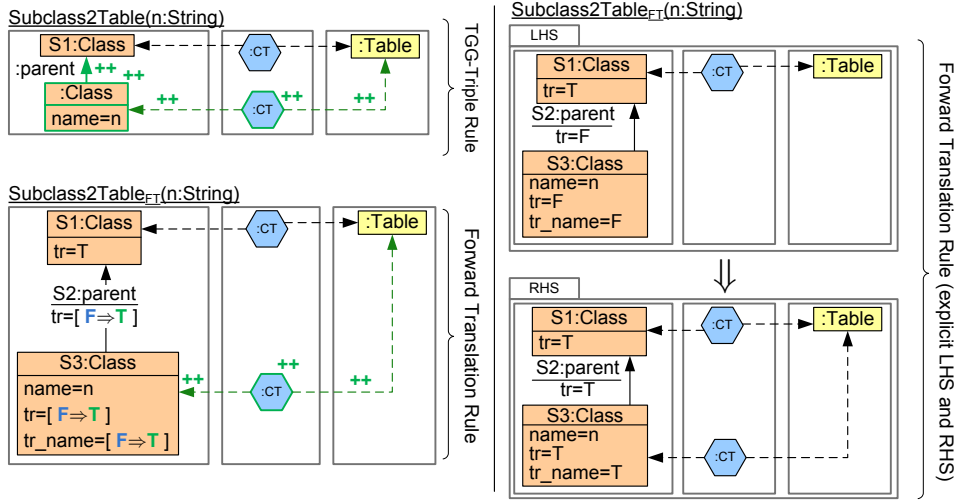 Subclass2Table(n:String)
S1:Class
:CT
:Table
:parent
++
++
:Class
name=n
++
:CT
++
++
TGG-Triple Rule
Subclass2Table_FT(n:String)
S1:Class
tr=T
:CT
:Table
S2:parent
tr=[ F⇒T ]
S3:Class
name=n
tr=[ F⇒T ]
tr_name=[ F⇒T ]
++
:CT
++
++
Forward Translation Rule
Subclass2Table_FT(n:String)
LHS
S1:Class
tr=T
:CT
:Table
S2:parent
tr=F
S3:Class
name=n
tr=F
tr_name=F
⇓
RHS
S1:Class
tr=T
:CT
:Table
S2:parent
tr=T
S3:Class
name=n
tr=T
tr_name=T
:CT
Forward Translation Rule (explicit LHS and RHS)